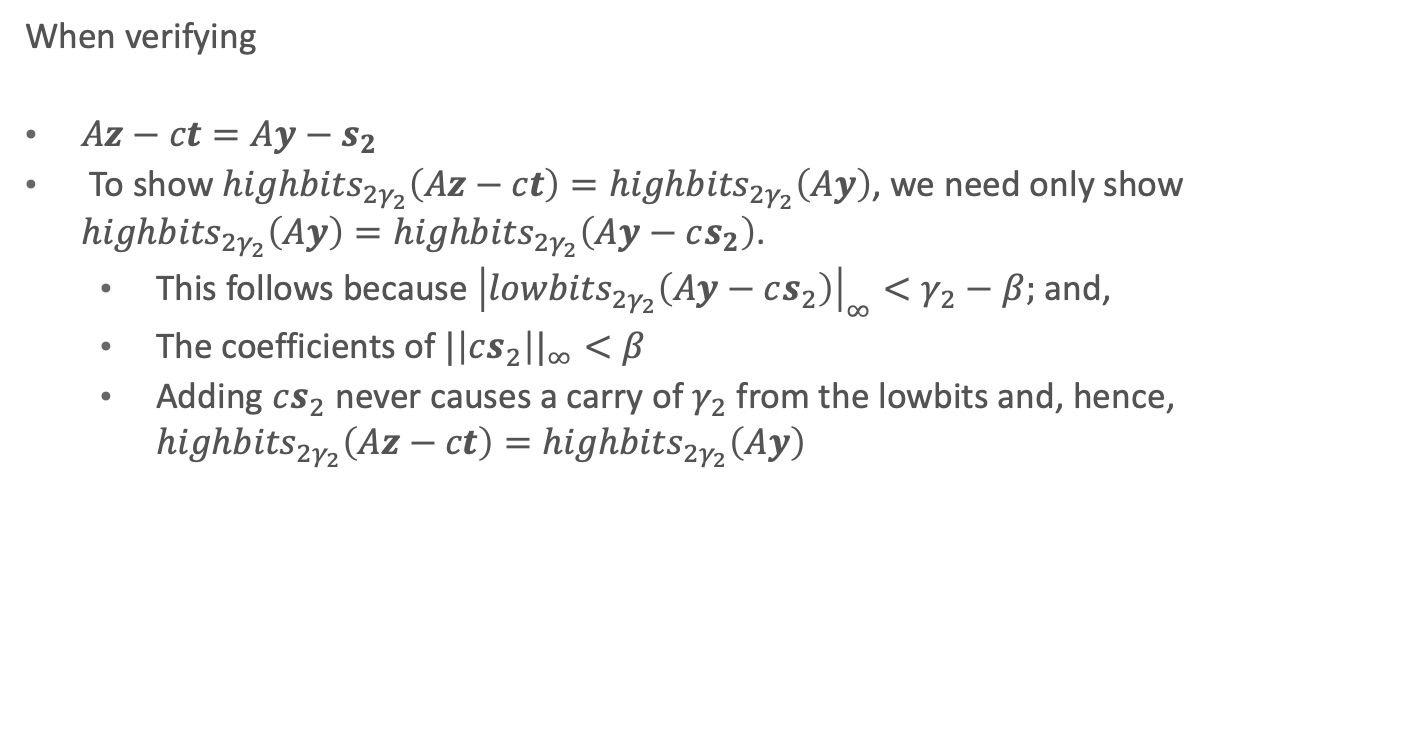 When verifying
• Az − ct = Ay − s₂
• To show highbits₂γ₂(Az − ct) = highbits₂γ₂(Ay), we need only show
highbits₂γ₂(Ay) = highbits₂γ₂(Ay − cs₂).
• This follows because |lowbits₂γ₂(Ay − cs₂)|∞ < γ₂ − β; and,
• The coefficients of ||cs₂||∞ < β
• Adding cs₂ never causes a carry of γ₂ from the lowbits and, hence,
highbits₂γ₂(Az − ct) = highbits₂γ₂(Ay)